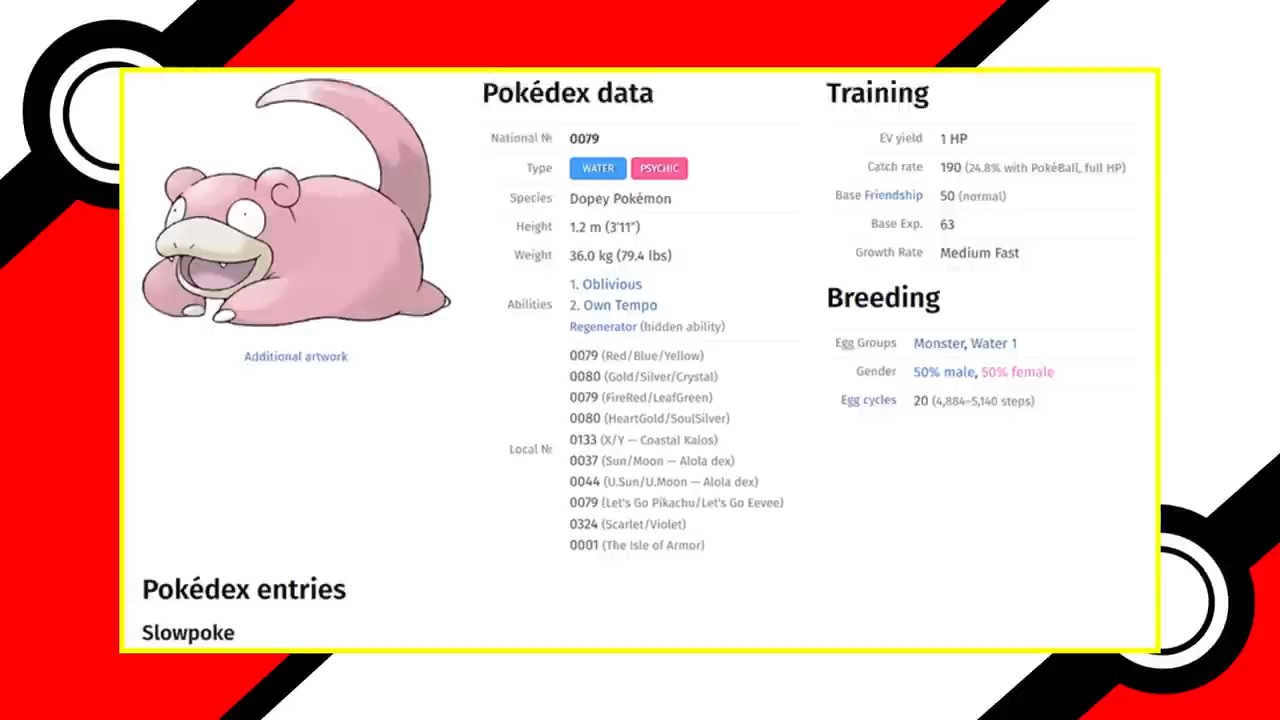 Additional artwork
Pokédex data
National № 0079
Type WATER PSYCHIC
Species Dopey Pokémon
Height 1.2 m (3'11")
Weight 36.0 kg (79.4 lbs)
Abilities 1. Oblivious
2. Own Tempo
Regenerator (hidden ability)
Local № 0079 (Red/Blue/Yellow)
0080 (Gold/Silver/Crystal)
0079 (FireRed/LeafGreen)
0080 (HeartGold/SoulSilver)
0133 (X/Y — Coastal Kalos)
0037 (Sun/Moon — Alola dex)
0044 (U.Sun/U.Moon — Alola dex)
0079 (Let's Go Pikachu/Let's Go Eevee)
0324 (Scarlet/Violet)
0001 (The Isle of Armor)
Training
EV yield 1 HP
Catch rate 190 (24.8% with PokéBall, full HP)
Base Friendship 50 (normal)
Base Exp. 63
Growth Rate Medium Fast
Breeding
Egg Groups Monster, Water 1
Gender 50% male, 50% female
Egg cycles 20 (4,884–5,140 steps)
Pokédex entries
Slowpoke